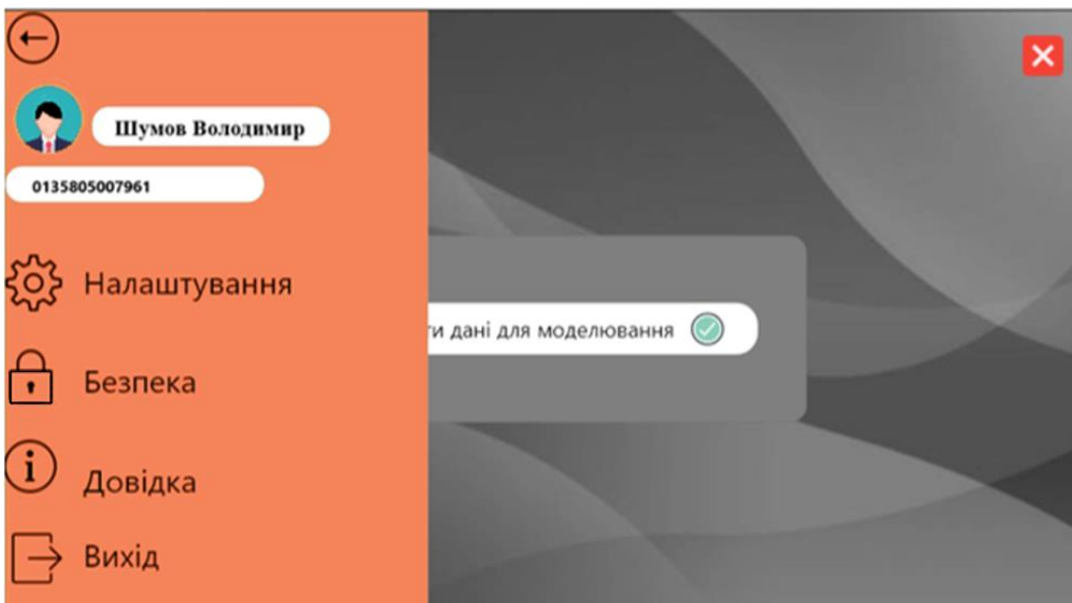 Шумов Володимир
0135805007961
Налаштування
ти дані для моделювання
Безпека
Довідка
Вихід